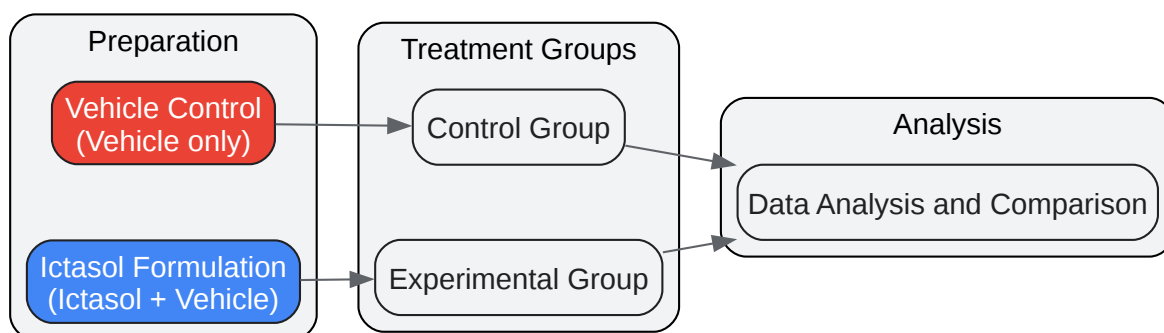 Preparation
Vehicle Control
(Vehicle only)
Ictasol Formulation
(Ictasol + Vehicle)
Treatment Groups
Control Group
Experimental Group
Analysis
Data Analysis and Comparison